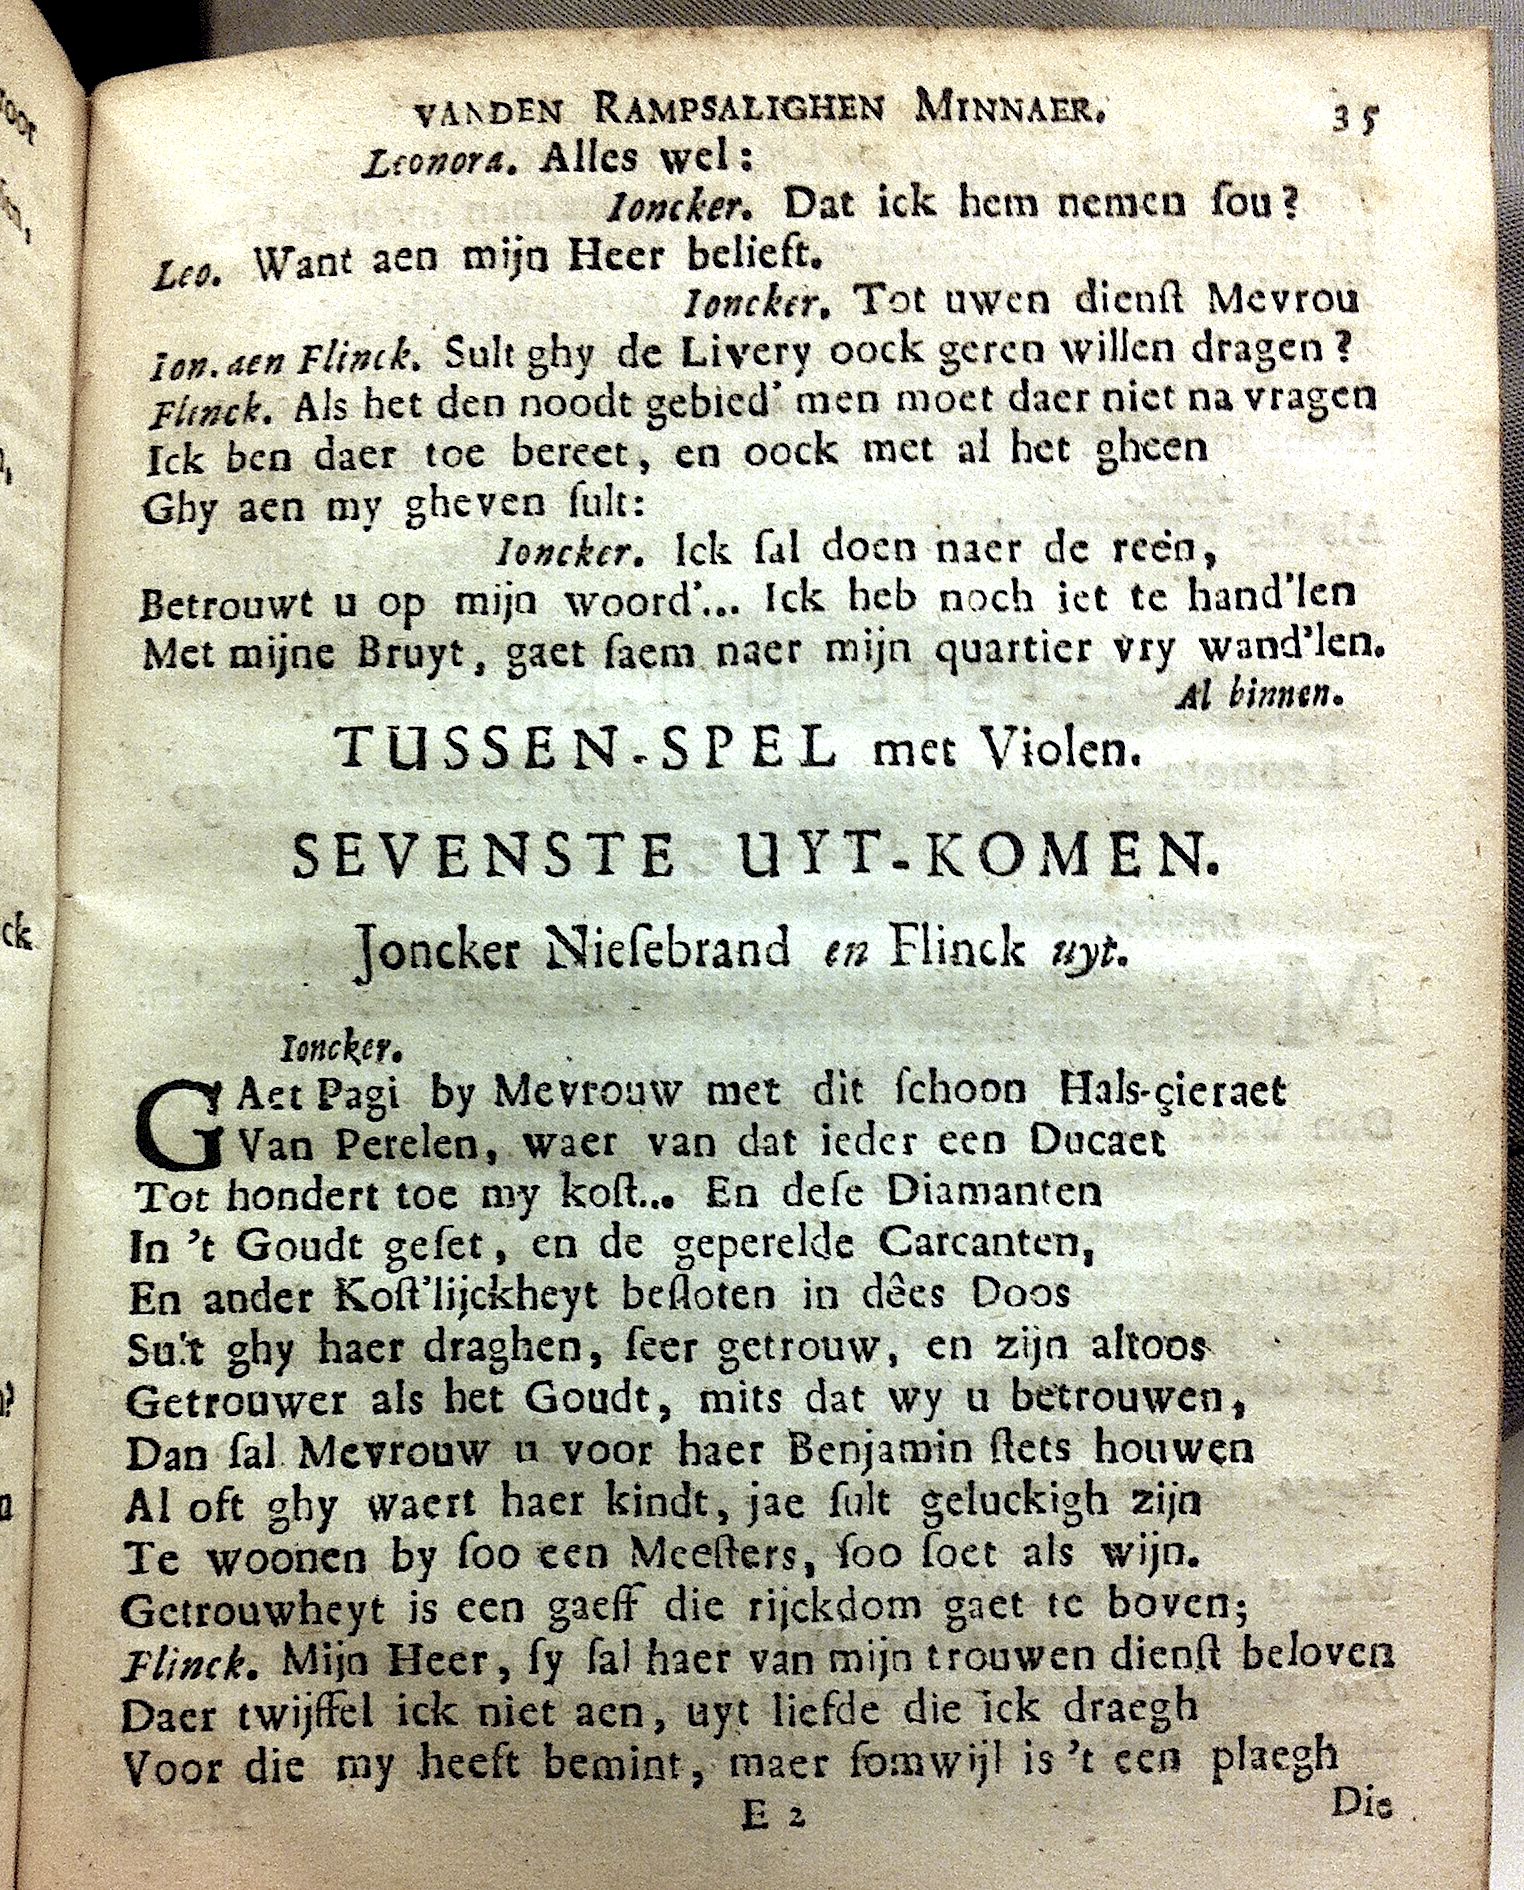 VANDEN RAMPSALIGHEN MINNAER. 35
Leonora. Alles wel:
Ioncker. Dat ick hem nemen ſou?
Leo. Want aen mijn Heer belieft.
Ioncker. Tot uwen dienſt Mevrou
Ion. aen Flinck. Sult ghy de Livery oock geren willen dragen?
Flinck. Als het den noodt gebied' men moet daer niet na vragen
Ick ben daer toe bereet, en oock met al het gheen
Ghy aen my gheven ſult:
Ioncker. Ick ſal doen naer de reén,
Betrouwt u op mijn woord'... Ick heb noch iet te hand'len
Met mijne Bruyt, gaet ſaem naer mijn quartier vry wand'len.
Al binnen.
TUSSEN-SPEL met Violen.
SEVENSTE UYT-KOMEN.
Joncker Nieſebrand en Flinck uyt.
Ioncker.
GAet Pagi by Mevrouw met dit ſchoon Hals-çieraet
Van Perelen, waer van dat ieder een Ducaet
Tot hondert toe my koſt... En deſe Diamanten
In 't Goudt geſet, en de geperelde Carcanten,
En ander Koſt'lijckheyt beſloten in dêes Doos
Su't ghy haer draghen, ſeer getrouw, en zijn altoos
Getrouwer als het Goudt, mits dat wy u betrouwen,
Dan ſal Mevrouw u voor haer Benjamin ſtets houwen
Al oft ghy waert haer kindt, jae ſult geluckigh zijn
Te woonen by ſoo een Meeſters, ſoo ſoet als wijn.
Getrouwheyt is een gaeff die rijckdom gaet te boven;
Flinck. Mijn Heer, ſy ſal haer van mijn trouwen dienſt beloven
Daer twijffel ick niet aen, uyt liefde die ick draegh
Voor die my heeft bemint, maer ſomwijl is 't een plaegh
E 2 Die